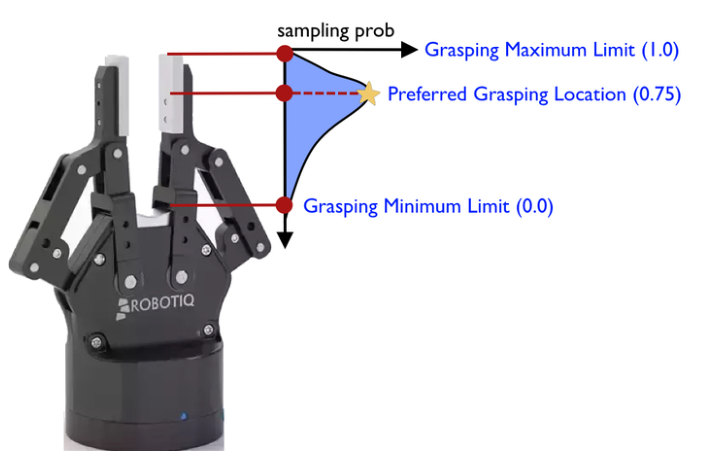 sampling prob
Grasping Maximum Limit (1.0)
Preferred Grasping Location (0.75)
Grasping Minimum Limit (0.0)
ROBOTIQ